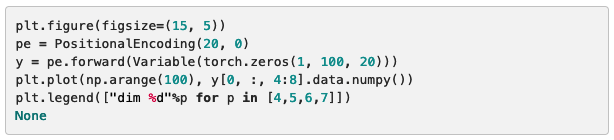 plt.figure(figsize=(15, 5))
pe = PositionalEncoding(20, 0)
y = pe.forward(Variable(torch.zeros(1, 100, 20)))
plt.plot(np.arange(100), y[0, :, 4:8].data.numpy())
plt.legend(["dim %d"%p for p in [4,5,6,7]])
None